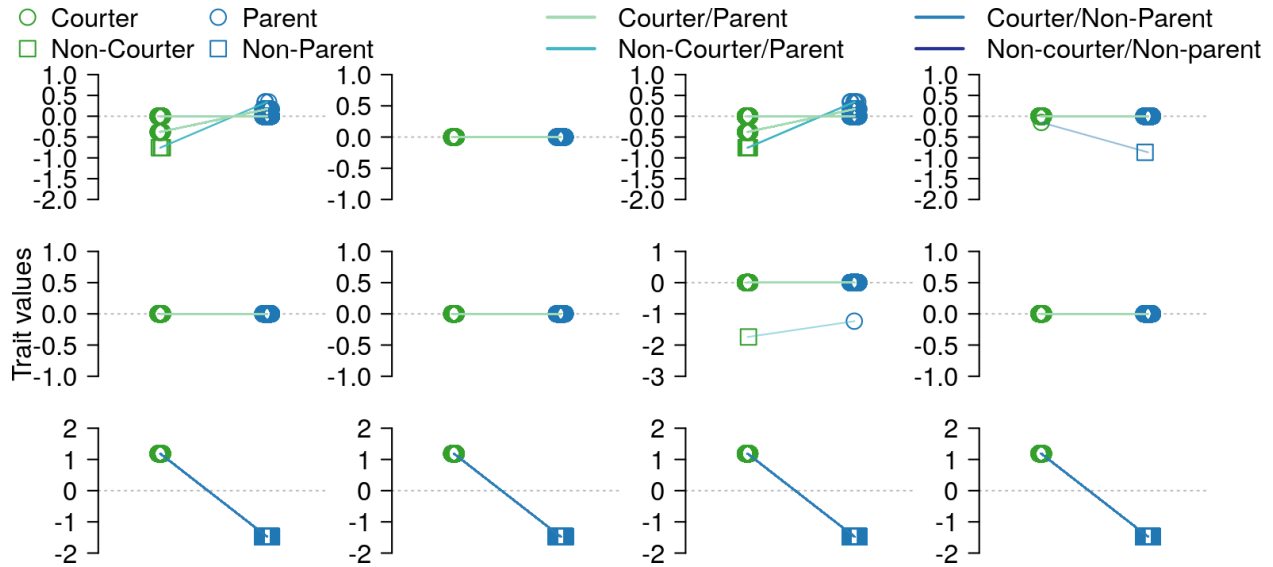 Courter Parent Courter/Parent Courter/Non-Parent
Non-Courter Non-Parent Non-Courter/Parent Non-courter/Non-parent
1.0 1.0 1.0 1.0
0.5 0.5 0.5 0.5
0.0 0.0 0.0 0.0
-0.5 -0.5 -0.5 -0.5
-1.0 -1.0 -1.0 -1.0
-1.5 -1.5 -1.5
-2.0 -2.0 -2.0
Trait values
1.0 1.0 1 1.0
0.5 0.5 0 0.5
0.0 0.0 -1 0.0
-0.5 -0.5 -2 -0.5
-1.0 -1.0 -3 -1.0
2 2 2 2
1 1 1 1
0 0 0 0
-1 -1 -1 -1
-2 -2 -2 -2